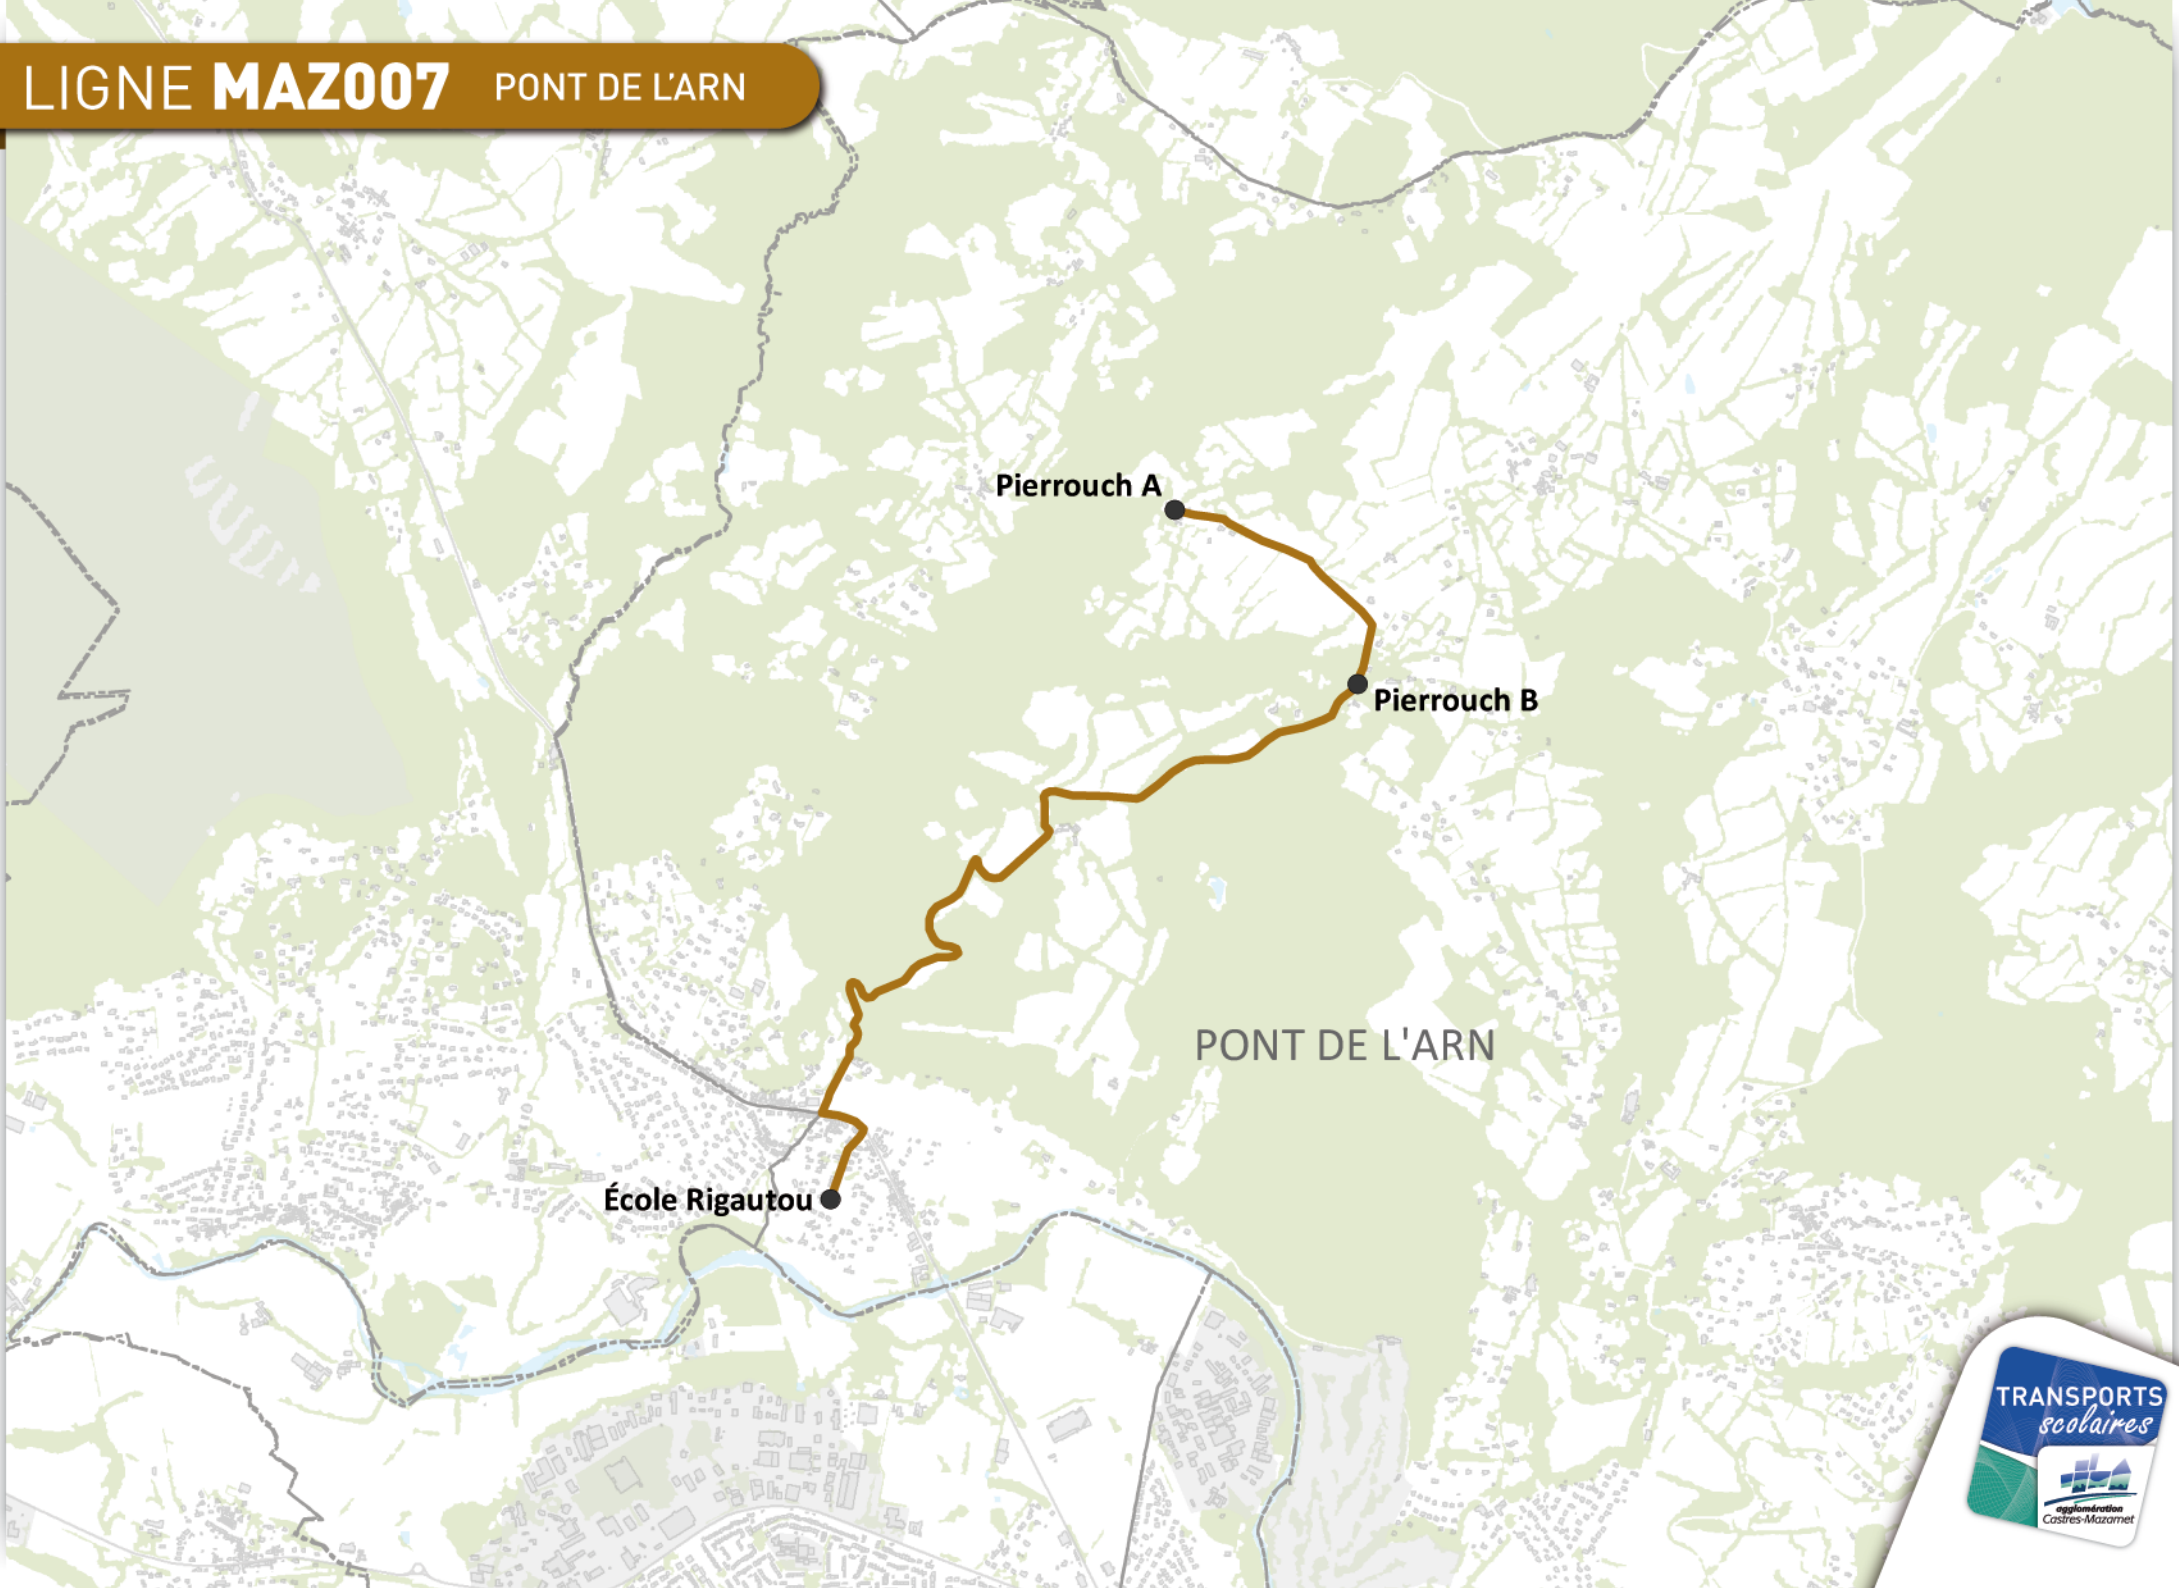 LIGNE MAZ007 PONT DE L'ARN
Pierrouch A
Pierrouch B
PONT DE L'ARN
École Rigautou
TRANSPORTS
scolaires
agglomération
Castres-Mazamet